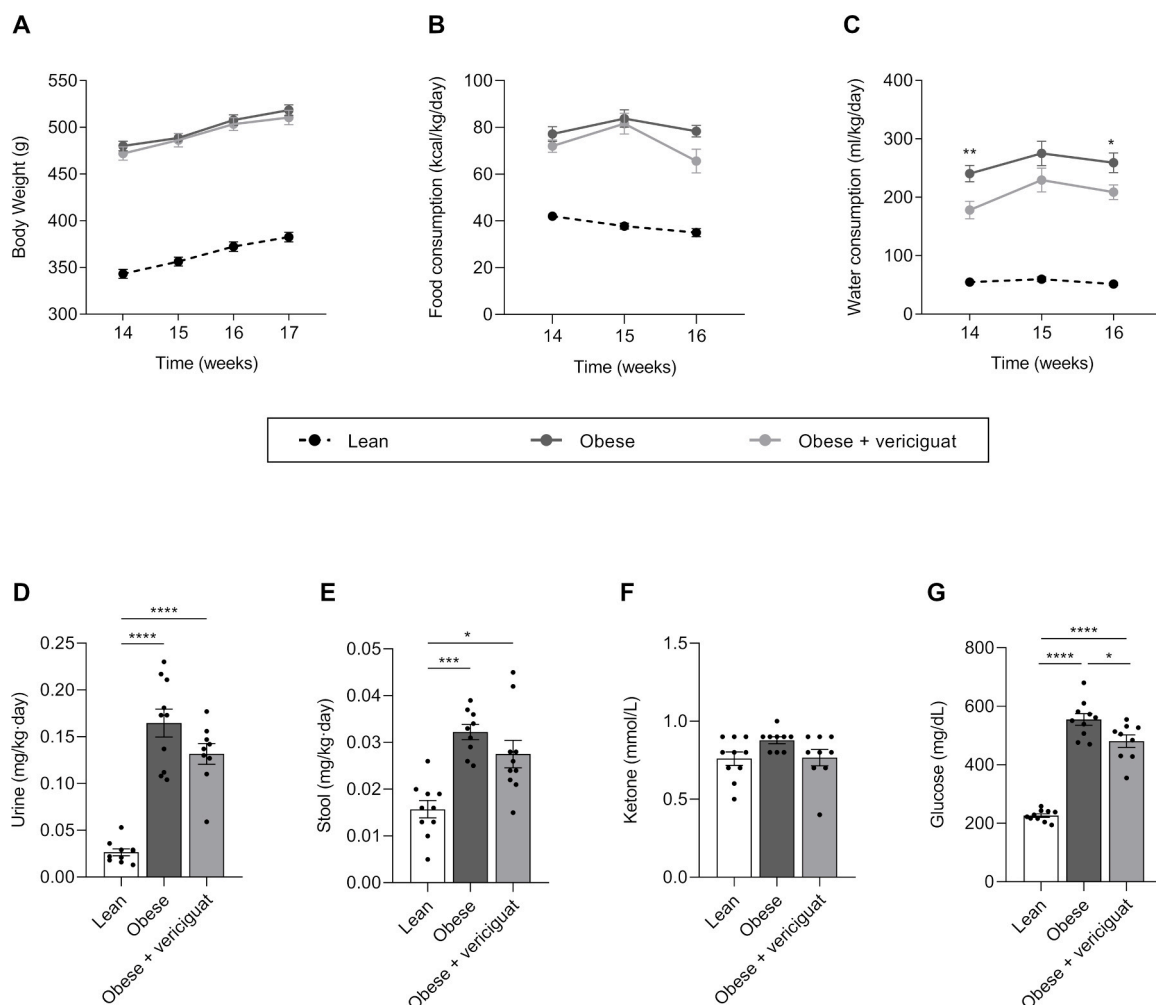 A
B
C
Body Weight (g)
550
500
450
400
350
300
14 15 16 17
Time (weeks)
Food consumption (kcal/kg/day)
100
80
60
40
20
0
14 15 16
Time (weeks)
Water consumption (ml/kg/day)
400
300
200
100
0
**
*
14 15 16
Time (weeks)
Lean Obese Obese + vericiguat
D
E
F
G
Urine (mg/kg·day)
0.25
0.20
0.15
0.10
0.05
0.00
****
****
Lean
Obese
Obese + vericiguat
Stool (mg/kg·day)
0.05
0.04
0.03
0.02
0.01
0.00
*
***
Lean
Obese
Obese + vericiguat
Ketone (mmol/L)
1.5
1.0
0.5
0.0
Lean
Obese
Obese + vericiguat
Glucose (mg/dL)
800
600
400
200
0
****
**** *
Lean
Obese
Obese + vericiguat